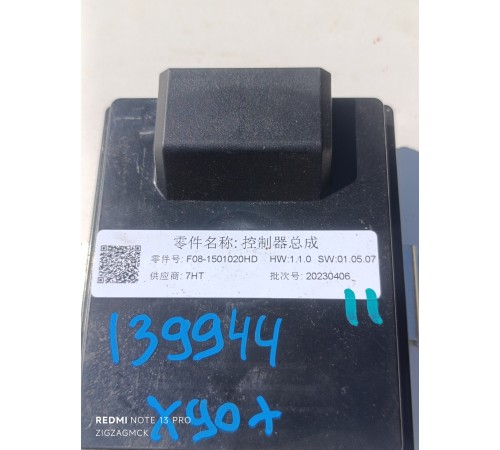 零件名称: 控制器总成
零件号: F08-1501020HD HW:1.1.0 SW:01.05.07
供应商: 7HT 批次号: 20230406
11
139944
X90+
REDMI NOTE 13 PRO
ZIGZAGMCK